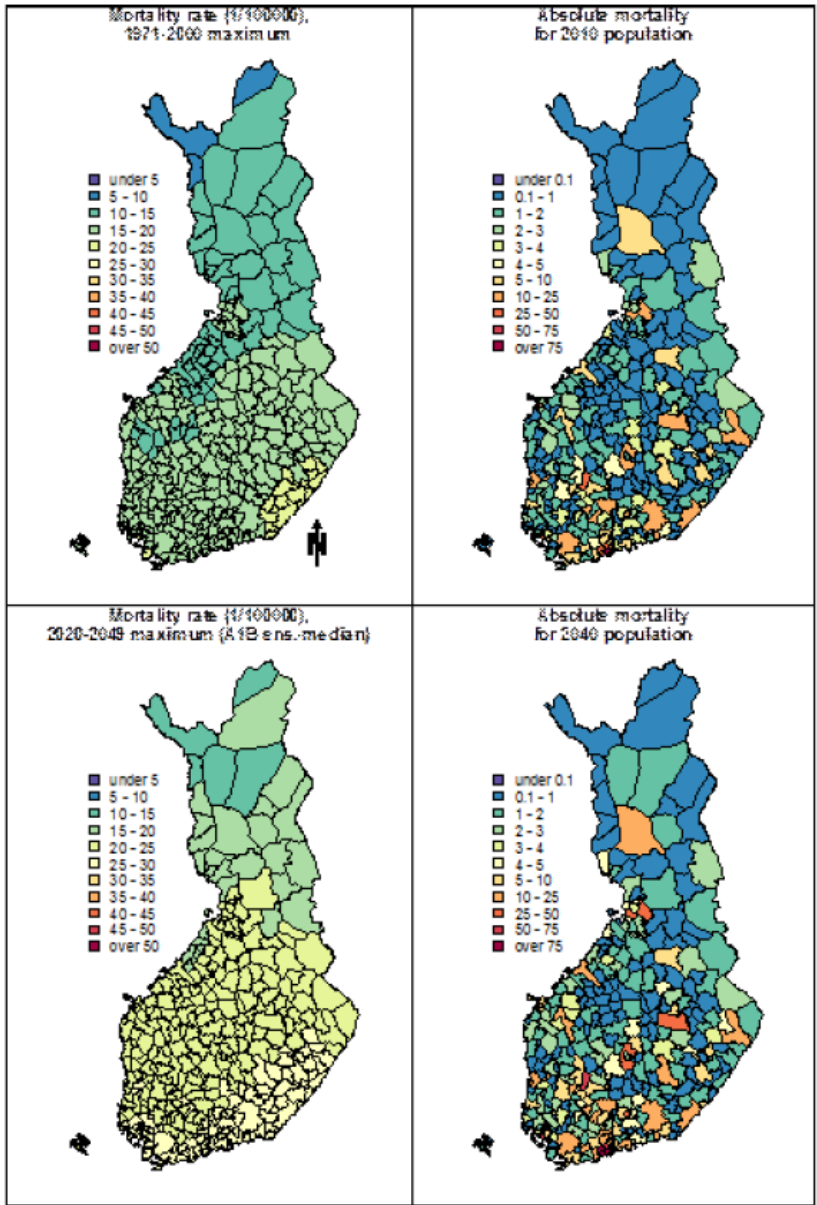 Mortality rate (1/100000),
1971-2000 maximum
under 5
5 - 10
10 - 15
15 - 20
20 - 25
25 - 30
30 - 35
35 - 40
40 - 45
45 - 50
over 50
N
Absolute mortality
for 2010 population
under 0.1
0.1 - 1
1 - 2
2 - 3
3 - 4
4 - 5
5 - 10
10 - 25
25 - 50
50 - 75
over 75
Mortality rate (1/100000),
2020-2049 maximum (A1B ens.-median)
under 5
5 - 10
10 - 15
15 - 20
20 - 25
25 - 30
30 - 35
35 - 40
40 - 45
45 - 50
over 50
Absolute mortality
for 2040 population
under 0.1
0.1 - 1
1 - 2
2 - 3
3 - 4
4 - 5
5 - 10
10 - 25
25 - 50
50 - 75
over 75